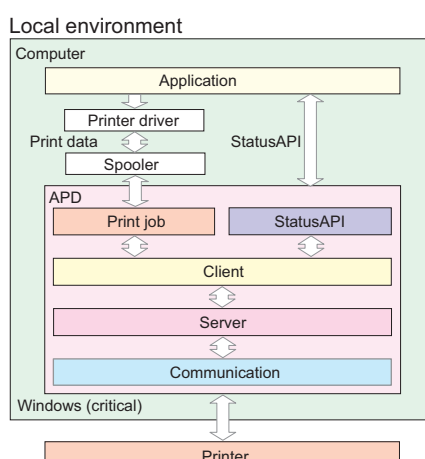 Local environment
Computer
Application
Printer driver
Print data
StatusAPI
Spooler
APD
Print job
StatusAPI
Client
Server
Communication
Windows (critical)
Printer